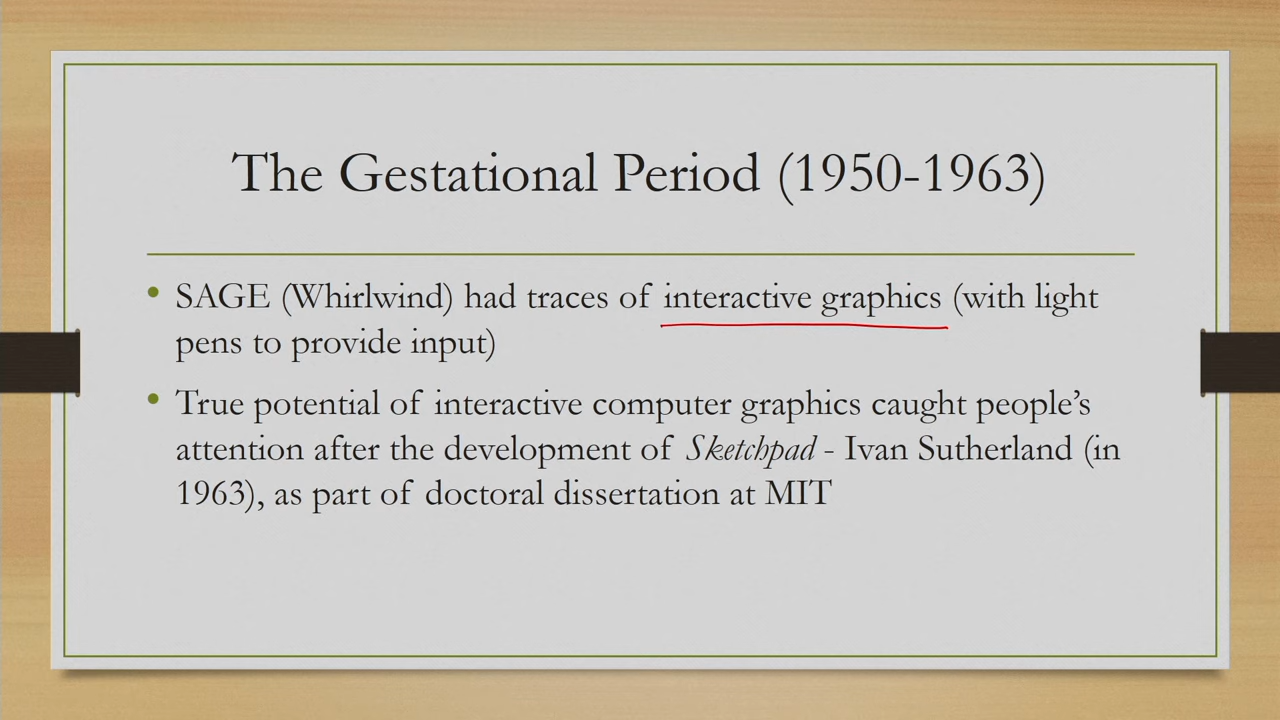 The Gestational Period (1950-1963)
• SAGE (Whirlwind) had traces of interactive graphics (with light
pens to provide input)
• True potential of interactive computer graphics caught people’s
attention after the development of Sketchpad - Ivan Sutherland (in
1963), as part of doctoral dissertation at MIT